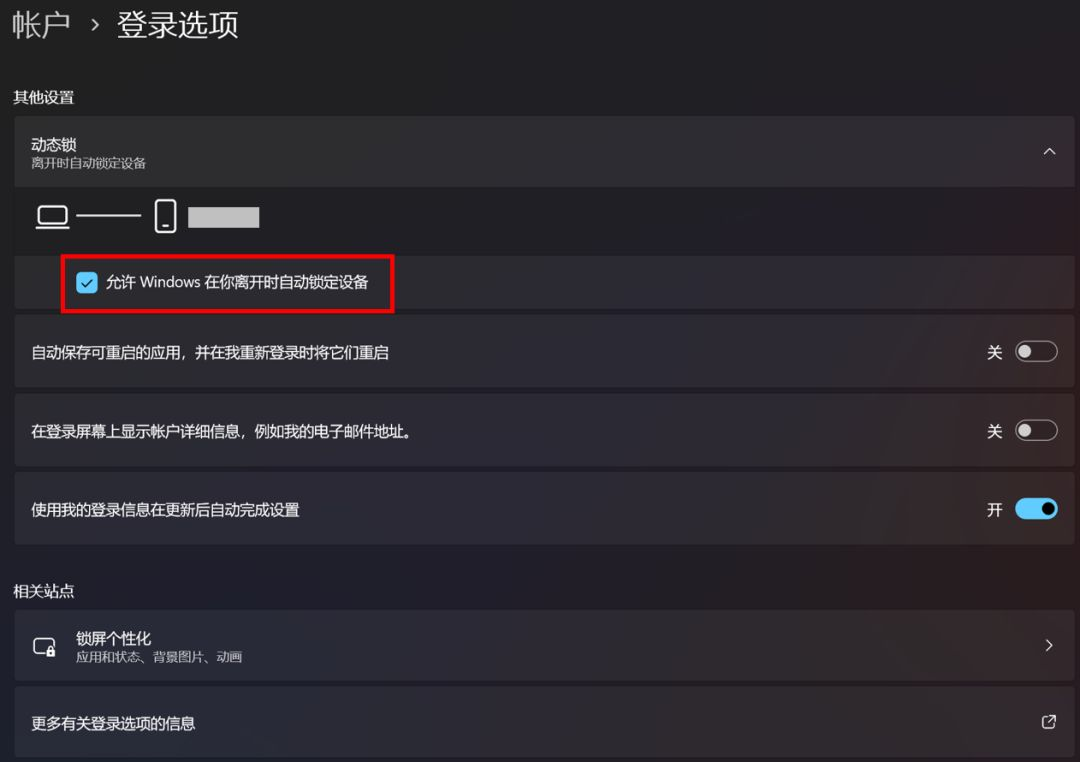 帐户 › 登录选项
其他设置
动态锁
离开时自动锁定设备
允许 Windows 在你离开时自动锁定设备
自动保存可重启的应用，并在我重新登录时将它们重启
关
在登录屏幕上显示帐户详细信息，例如我的电子邮件地址。
关
使用我的登录信息在更新后自动完成设置
开
相关站点
锁屏个性化
应用和状态、背景图片、动画
更多有关登录选项的信息